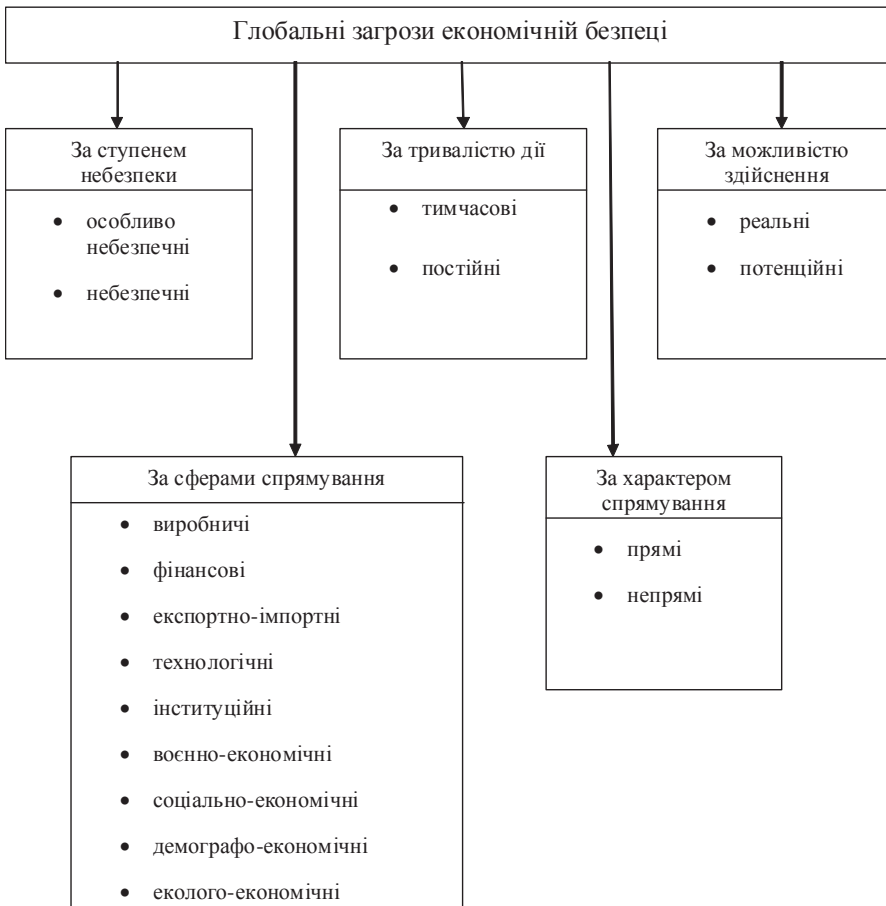 Глобальні загрози економічній безпеці
За ступенем
небезпеки
• особливо
небезпечні
• небезпечні
За тривалістю дії
• тимчасові
• постійні
За можливістю
здійснення
• реальні
• потенційні
За сферами спрямування
• виробничі
• фінансові
• експортно-імпортні
• технологічні
• інституційні
• воєнно-економічні
• соціально-економічні
• демографо-економічні
• еколого-економічні
За характером
спрямування
• прямі
• непрямі